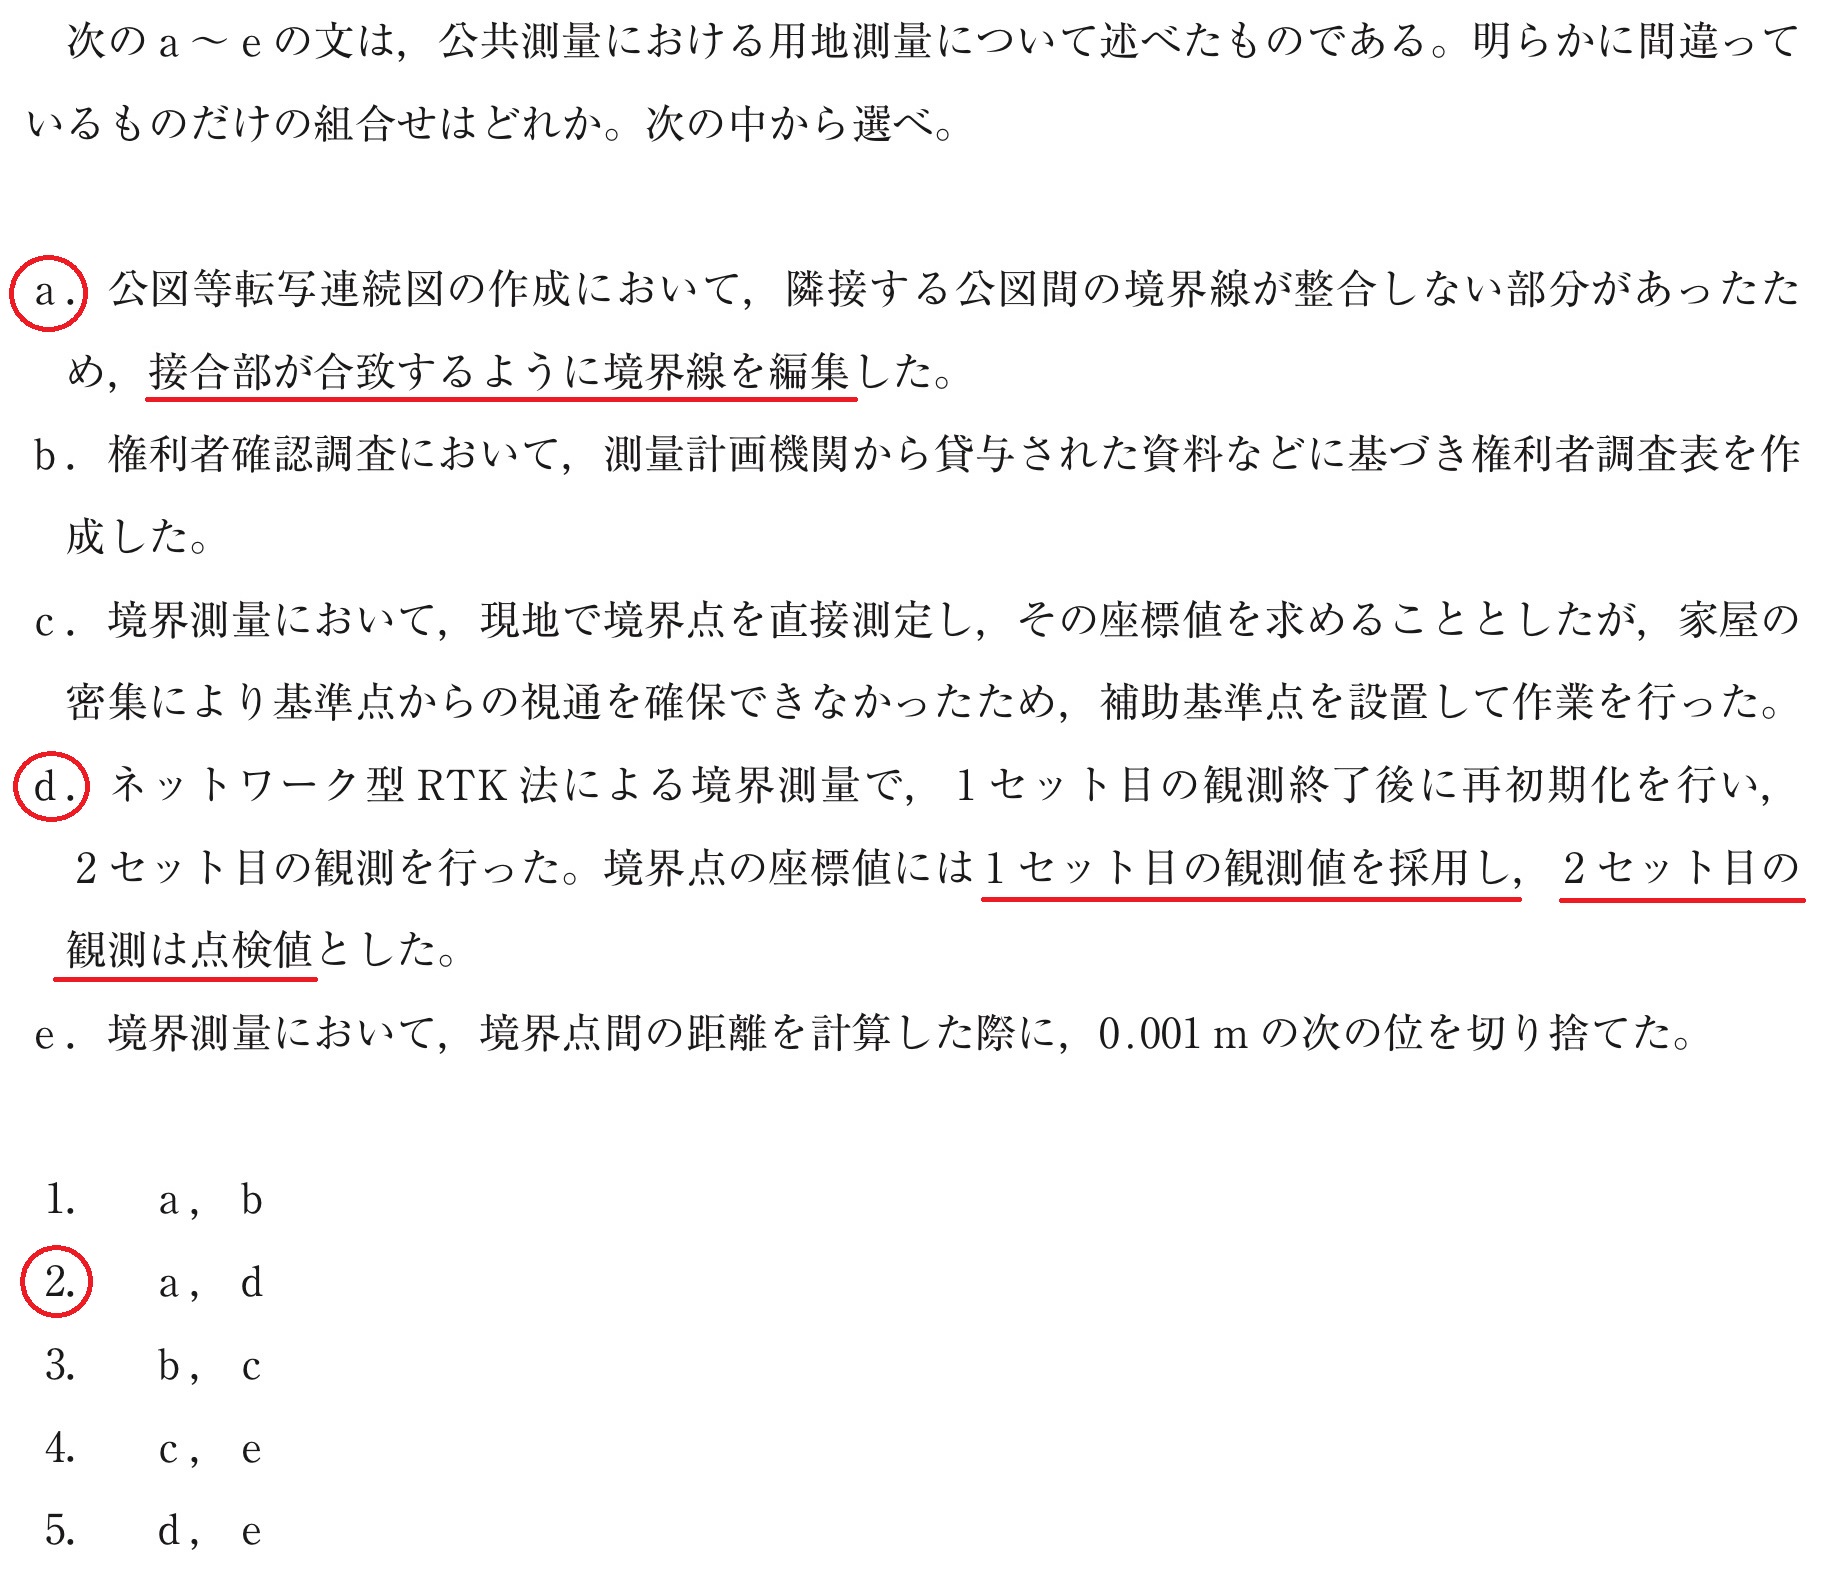 次の a ~ e の文は，公共測量における用地測量について述べたものである。明らかに間違って
いるものだけの組合せはどれか。次の中から選べ。
a． 公図等転写連続図の作成において，隣接する公図間の境界線が整合しない部分があったた
め，接合部が合致するように境界線を編集した。
b． 権利者確認調査において，測量計画機関から貸与された資料などに基づき権利者調査表を作
成した。
c． 境界測量において，現地で境界点を直接測定し，その座標値を求めることとしたが，家屋の
密集により基準点からの視通を確保できなかったため，補助基準点を設置して作業を行った。
d． ネットワーク型 RTK 法による境界測量で，1 セット目の観測終了後に再初期化を行い，
2 セット目の観測を行った。境界点の座標値には 1 セット目の観測値を採用し，2 セット目の
観測は点検値とした。
e． 境界測量において，境界点間の距離を計算した際に，0.001 m の次の位を切り捨てた。
1. a， b
2. a， d
3. b， c
4. c， e
5. d， e